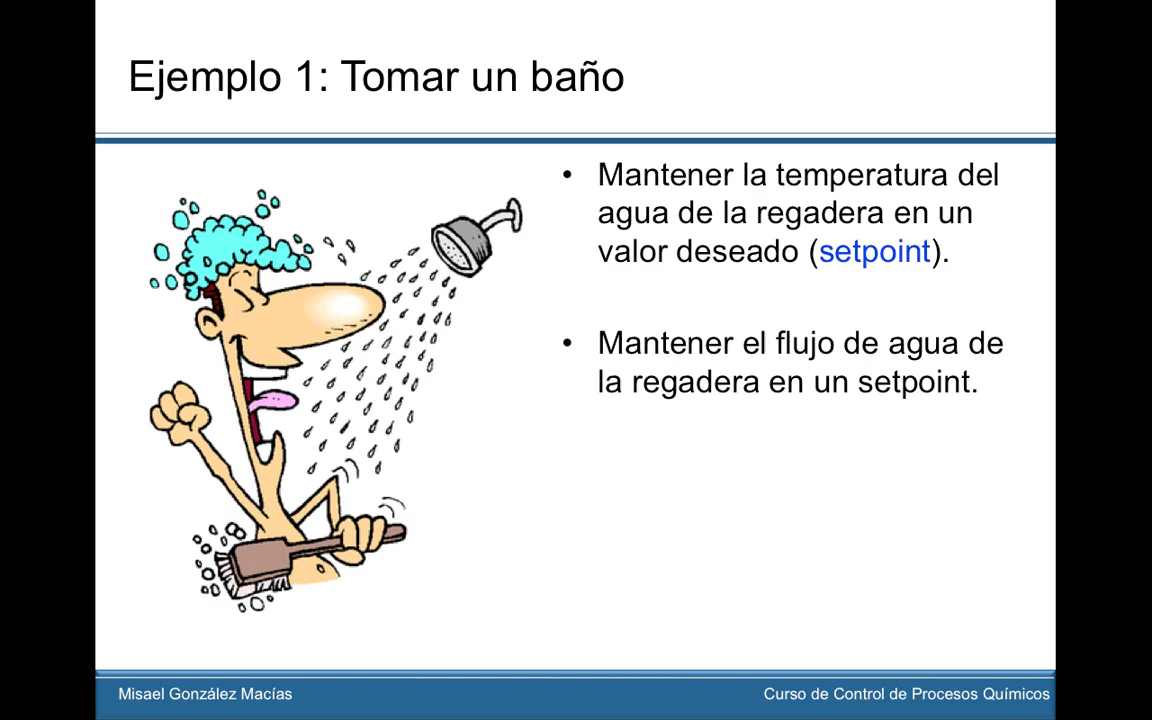 Ejemplo 1: Tomar un baño
• Mantener la temperatura del
agua de la regadera en un
valor deseado (setpoint).
• Mantener el flujo de agua de
la regadera en un setpoint.
Misael González Macías
Curso de Control de Procesos Químicos